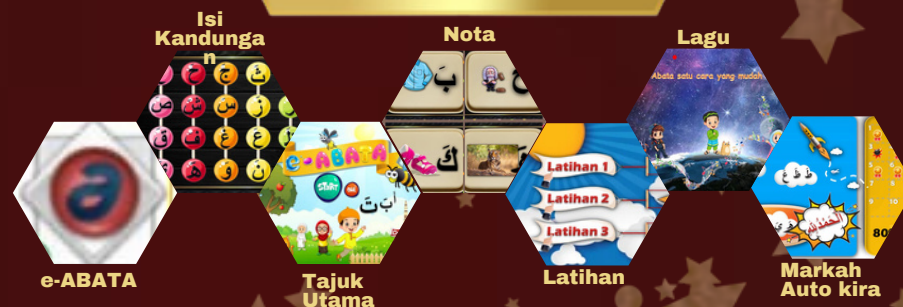 Isi
Kandunga
n
Nota
Lagu
Abata satu cara yang mudah
ث
ج
ح
خ
ز
س
ش
ص
ع
غ
ف
ق
ن
و
ه
بَ
كَ
e-ABATA
START
اَبَتَ
Latihan 1
Latihan 2
Latihan 3
اَلْحَمْدُلِلّٰهِ
e-ABATA
Tajuk
Utama
Latihan
Markah
Auto kira